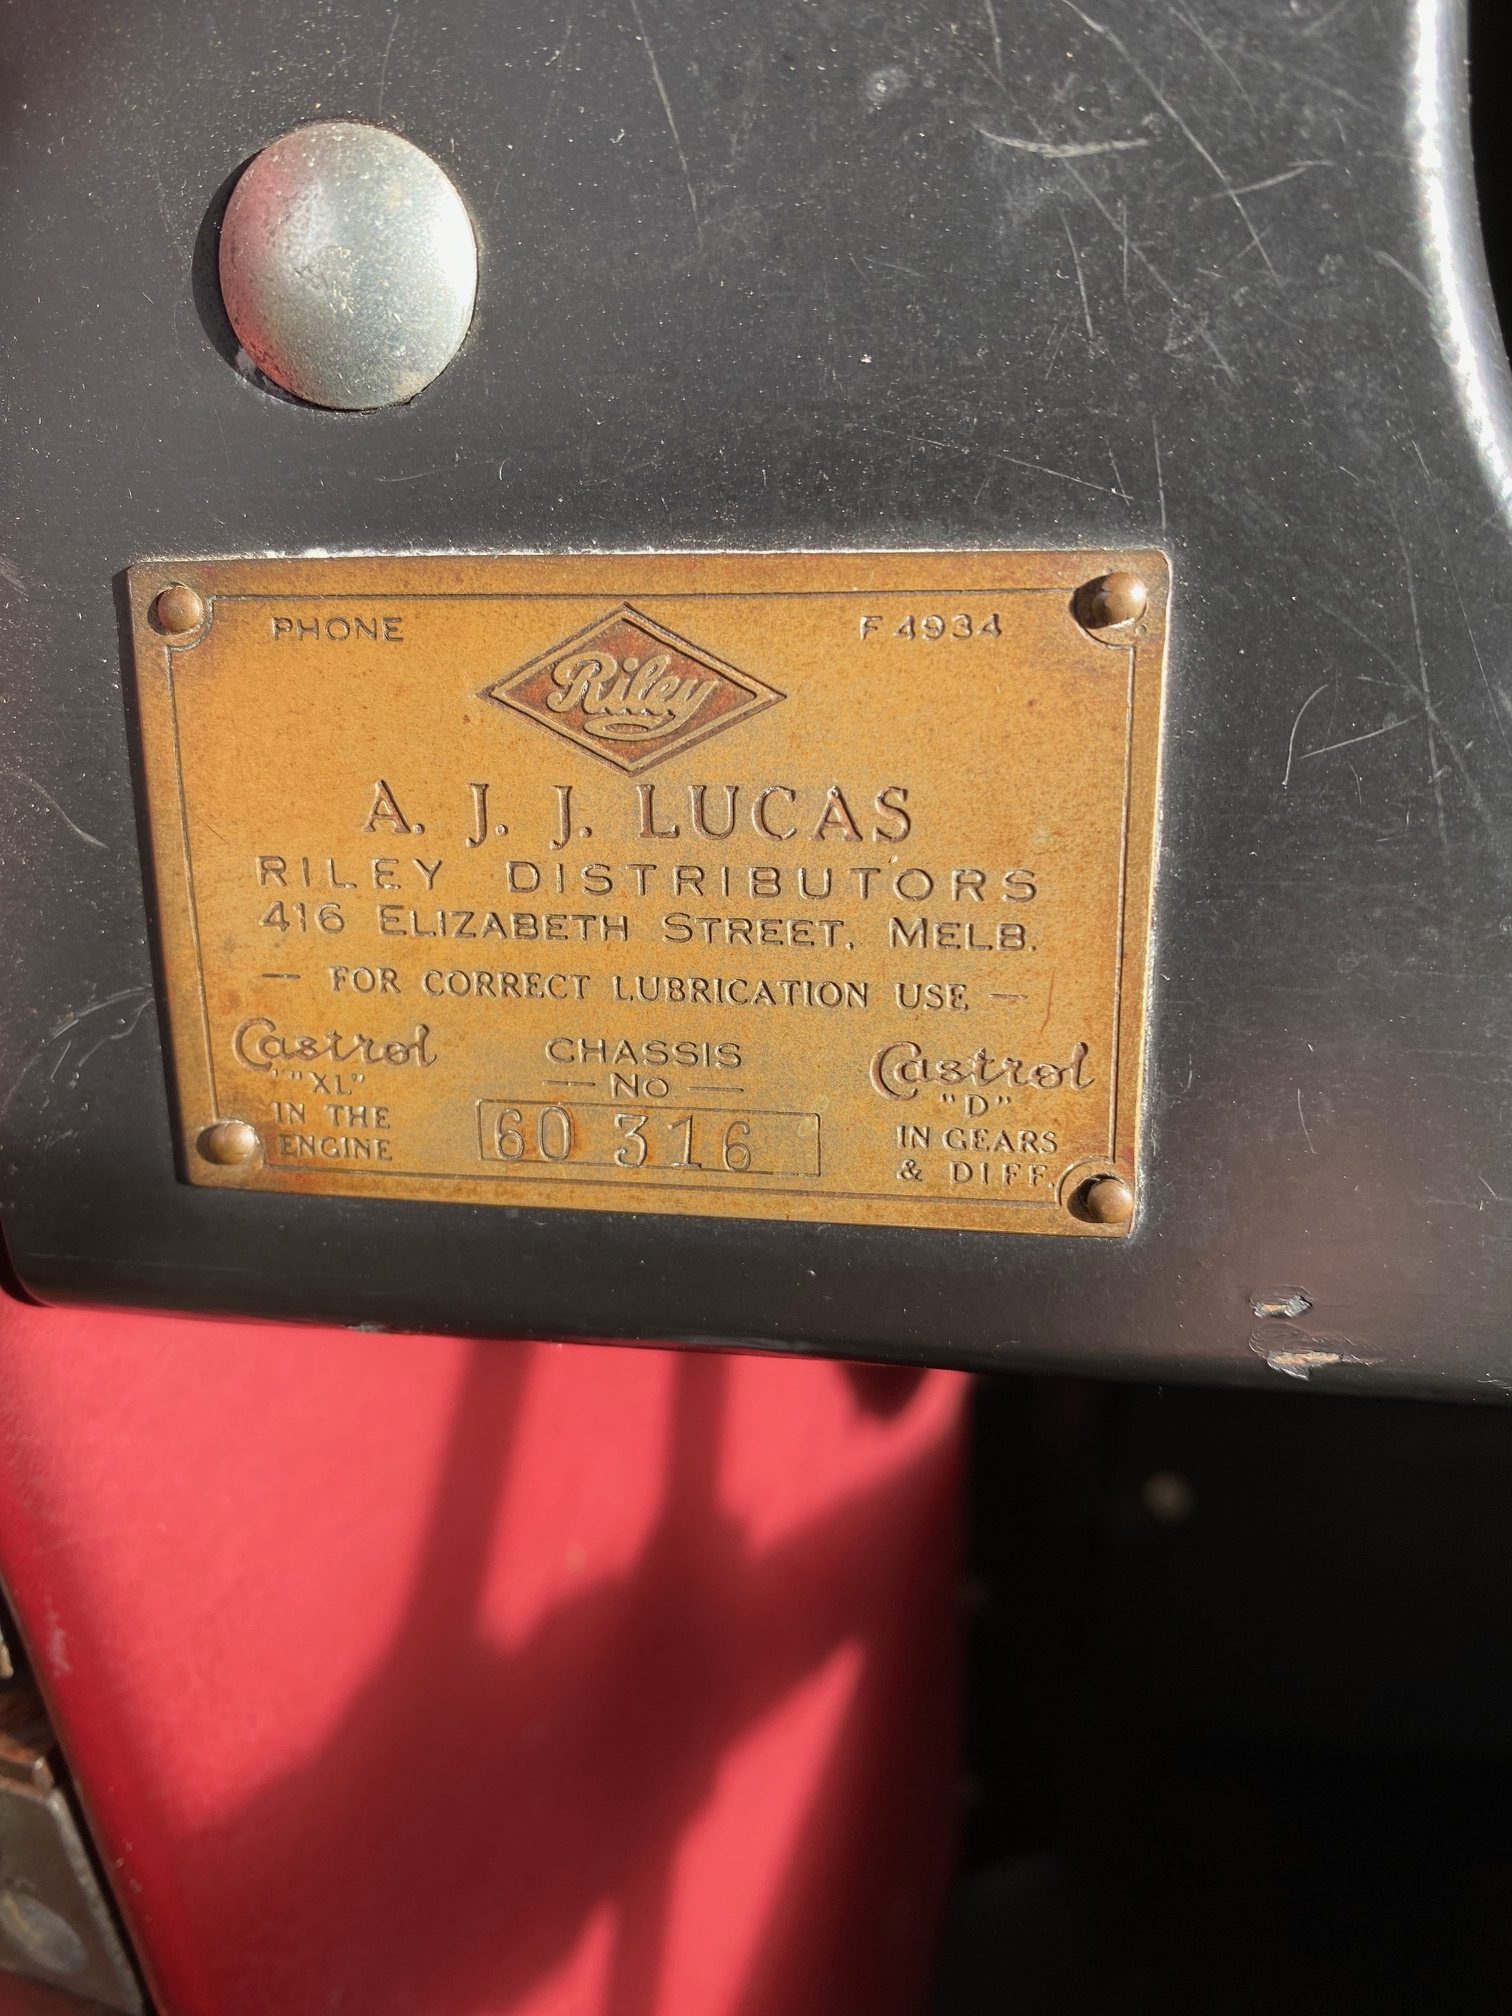 PHONE F 4934
Riley
A. J. J. LUCAS
RILEY DISTRIBUTORS
416 ELIZABETH STREET, MELB.
— FOR CORRECT LUBRICATION USE —
Castrol
"XL"
IN THE
ENGINE
CHASSIS
— NO —
60 316
Castrol
"D"
IN GEARS
& DIFF.